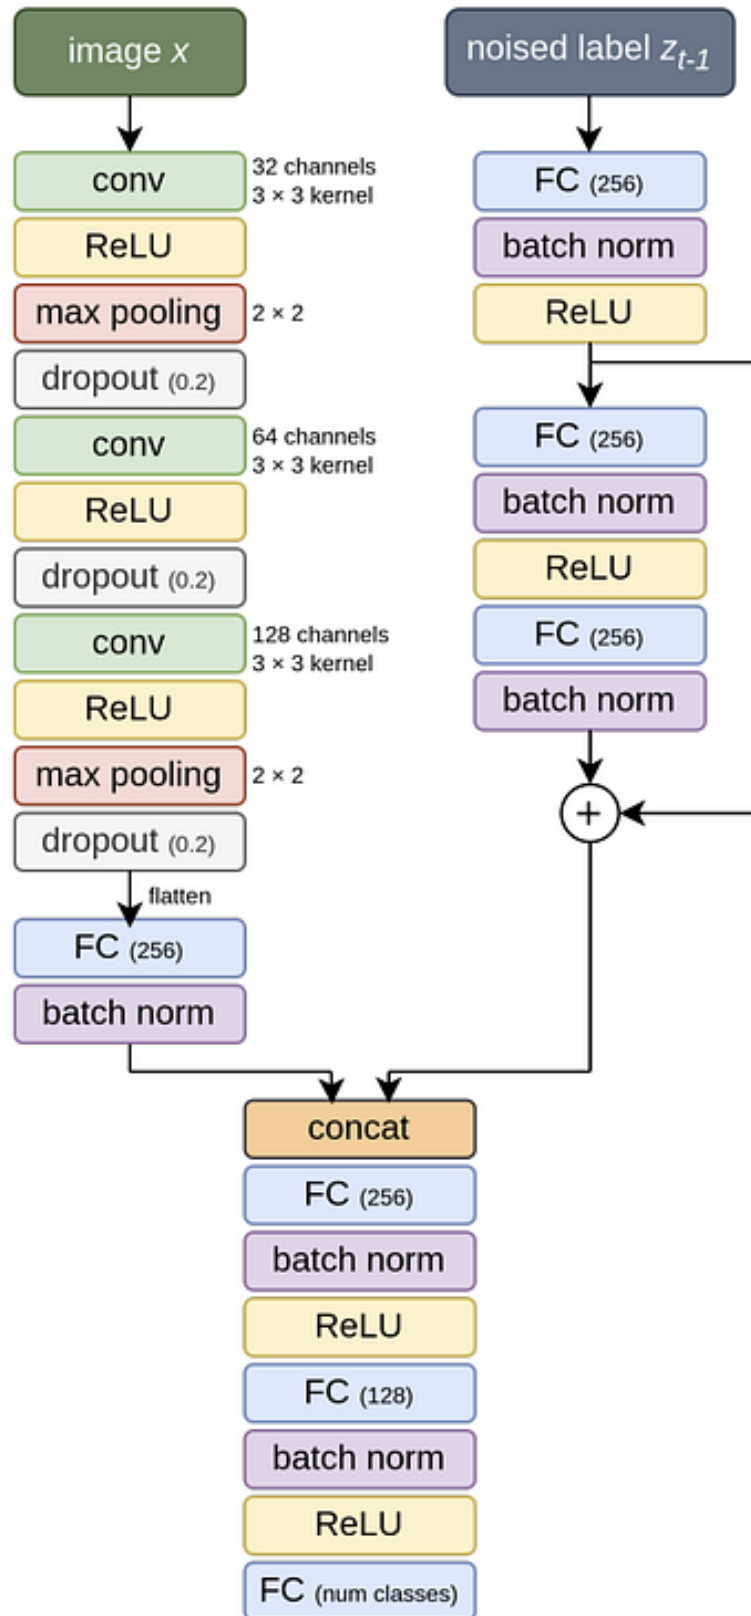 image x
conv
32 channels
3 × 3 kernel
ReLU
max pooling
2 × 2
dropout (0.2)
conv
64 channels
3 × 3 kernel
ReLU
dropout (0.2)
conv
128 channels
3 × 3 kernel
ReLU
max pooling
2 × 2
dropout (0.2)
flatten
FC (256)
batch norm
noised label z_{t-1}
FC (256)
batch norm
ReLU
FC (256)
batch norm
ReLU
FC (256)
batch norm
+
concat
FC (256)
batch norm
ReLU
FC (128)
batch norm
ReLU
FC (num classes)